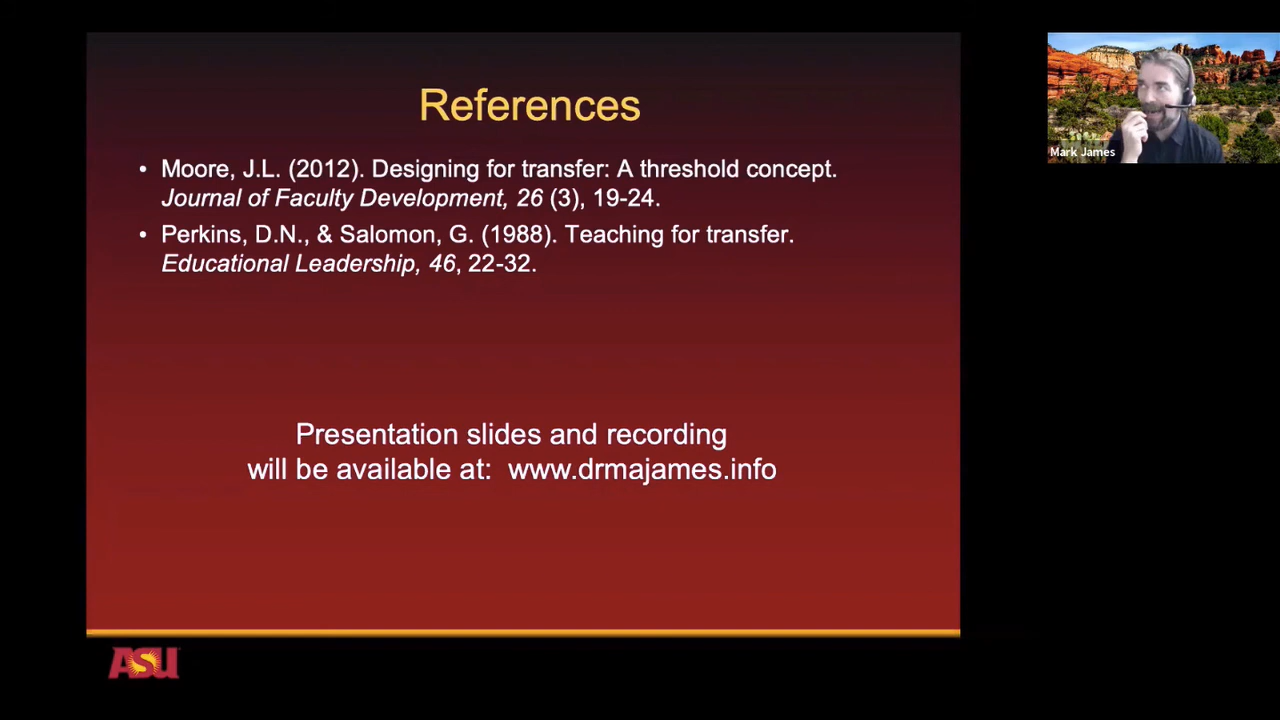 References
• Moore, J.L. (2012). Designing for transfer: A threshold concept.
Journal of Faculty Development, 26 (3), 19-24.
• Perkins, D.N., & Salomon, G. (1988). Teaching for transfer.
Educational Leadership, 46, 22-32.
Presentation slides and recording
will be available at: www.drmajames.info
Mark James
ASU